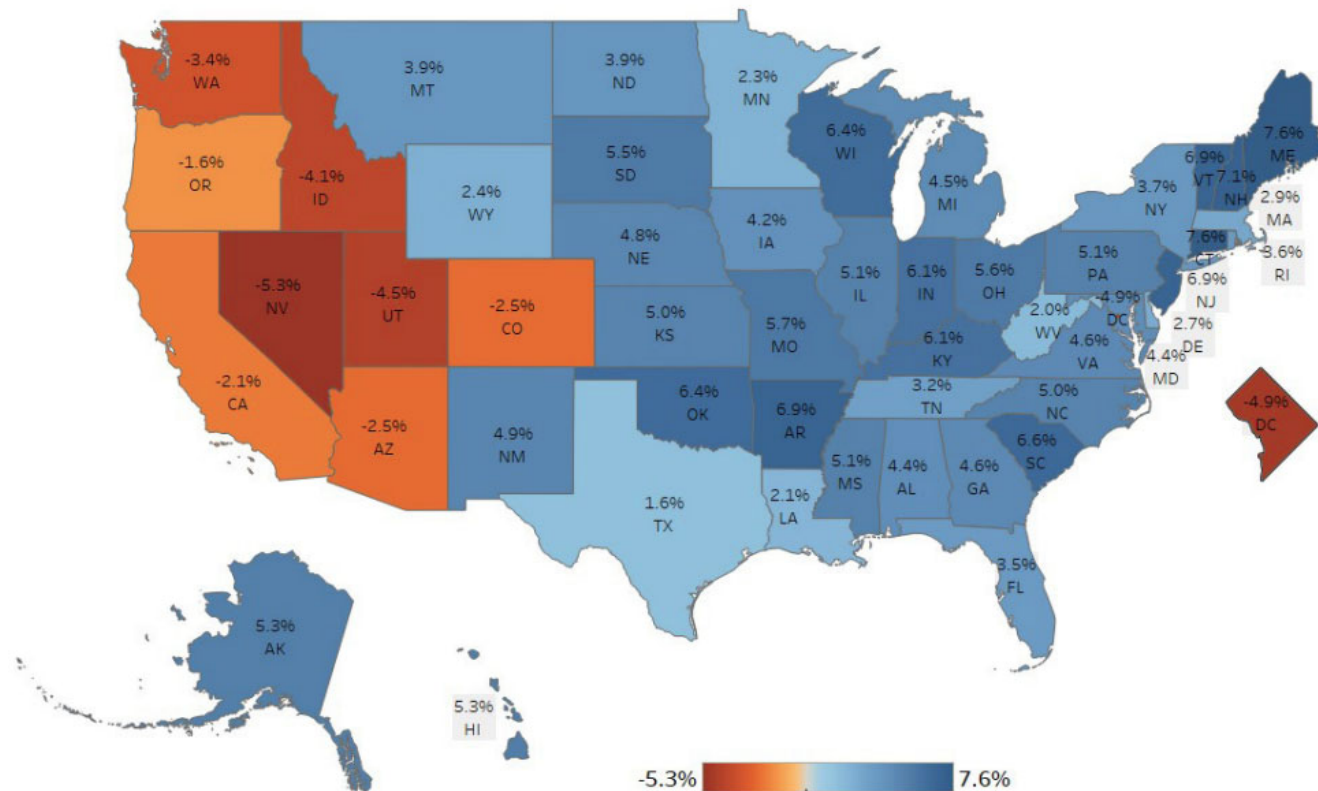 -3.4%
WA
3.9%
MT
3.9%
ND
2.3%
MN
-1.6%
OR
-4.1%
ID
2.4%
WY
5.5%
SD
6.4%
WI
4.5%
MI
7.6%
ME
6.9%
VT
7.1%
NH
3.7%
NY
2.9%
MA
3.6%
RI
7.6%
CT
6.9%
NJ
-5.3%
NV
-4.5%
UT
-2.5%
CO
4.8%
NE
4.2%
IA
5.1%
IL
6.1%
IN
5.6%
OH
5.1%
PA
-4.9%
DC
2.7%
DE
4.4%
MD
-2.1%
CA
-2.5%
AZ
4.9%
NM
5.0%
KS
5.7%
MO
6.1%
KY
2.0%
WV
4.6%
VA
3.2%
TN
5.0%
NC
6.4%
OK
6.9%
AR
6.6%
SC
-4.9%
DC
1.6%
TX
2.1%
LA
5.1%
MS
4.4%
AL
4.6%
GA
3.5%
FL
5.3%
AK
5.3%
HI
-5.3% 7.6%